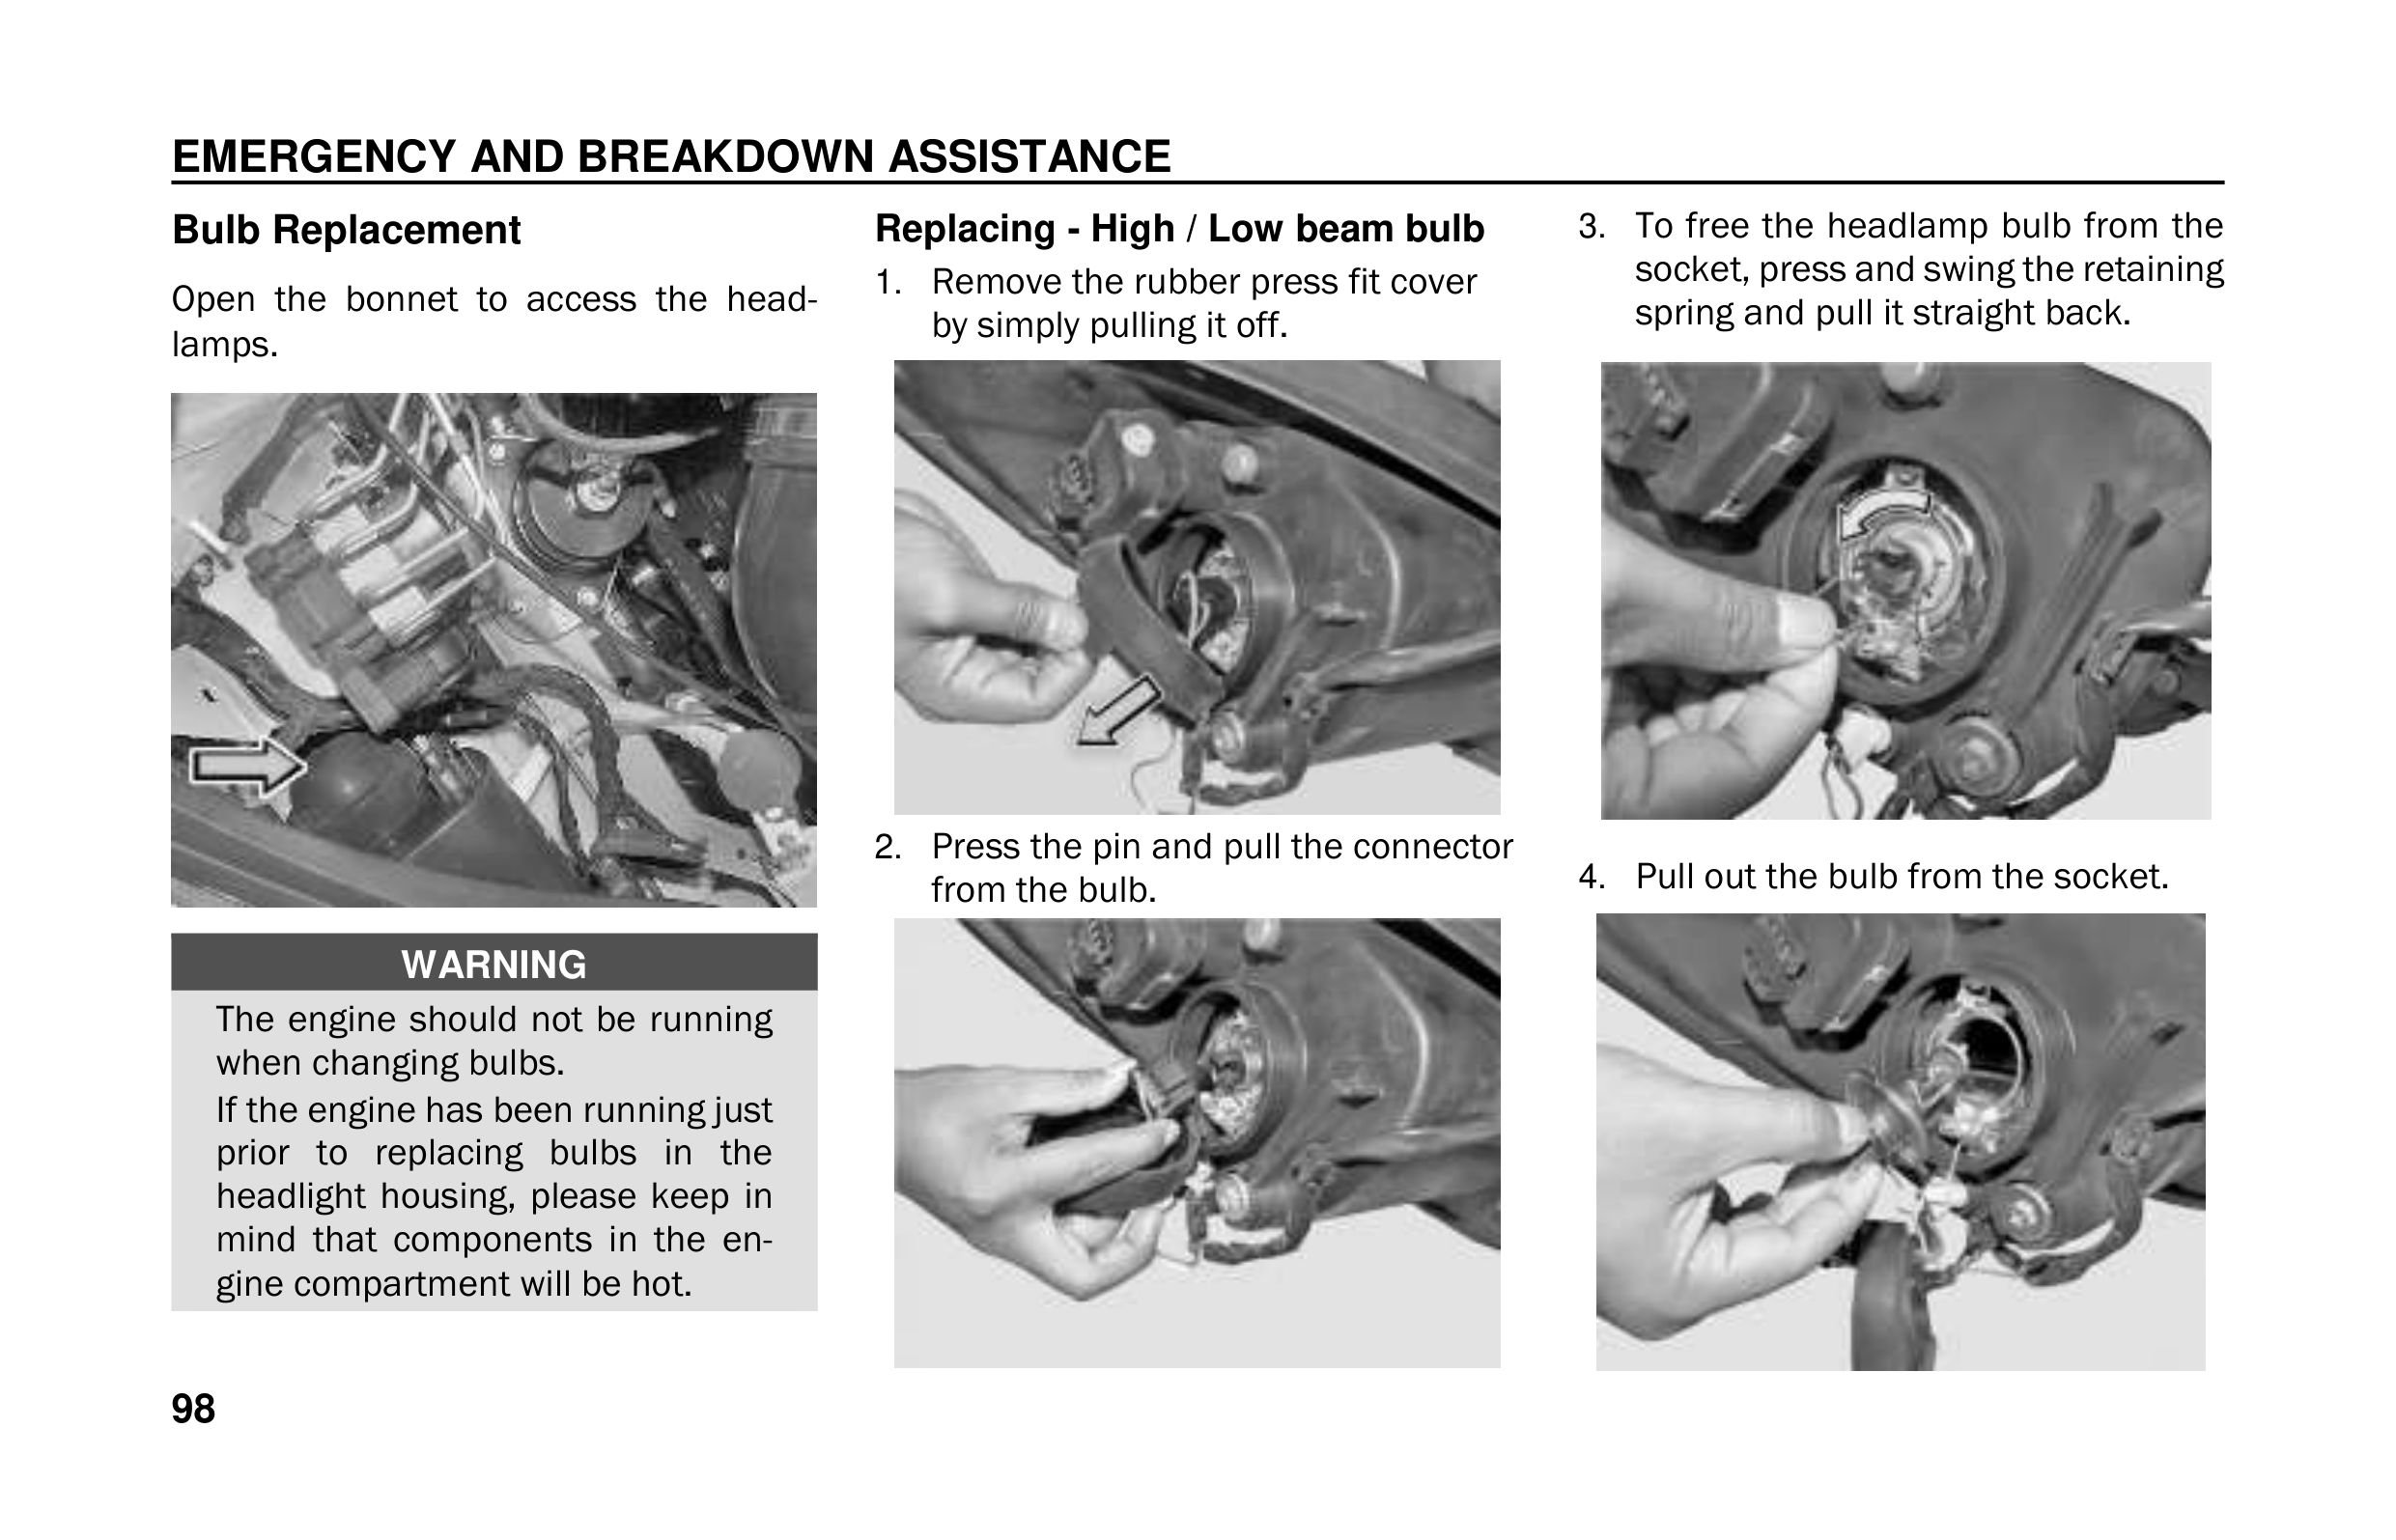 EMERGENCY AND BREAKDOWN ASSISTANCE
Bulb Replacement
Open the bonnet to access the head-
lamps.
WARNING
The engine should not be running
when changing bulbs.
If the engine has been running just
prior to replacing bulbs in the
headlight housing, please keep in
mind that components in the en-
gine compartment will be hot.
Replacing - High / Low beam bulb
1. Remove the rubber press fit cover
by simply pulling it off.
2. Press the pin and pull the connector
from the bulb.
3. To free the headlamp bulb from the
socket, press and swing the retaining
spring and pull it straight back.
4. Pull out the bulb from the socket.
98